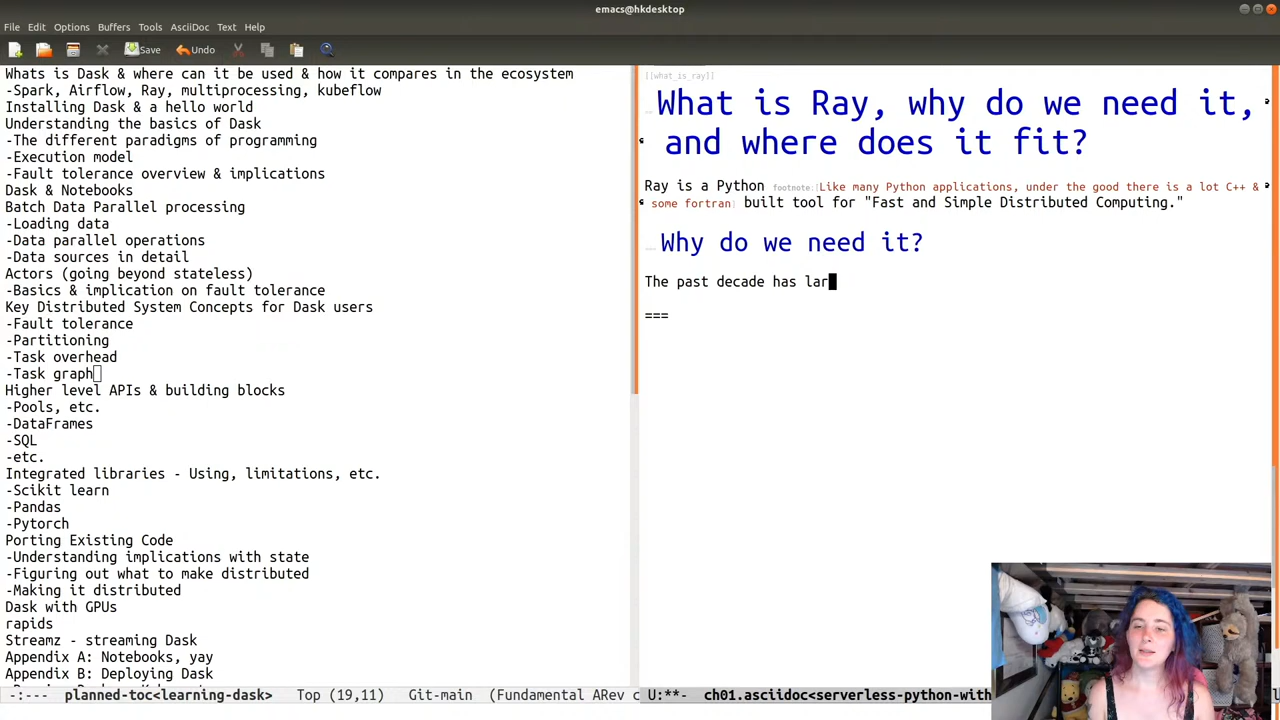 emacs@hkdesktop
File Edit Options Buffers Tools AsciiDoc Text Help
Save Undo
Whats is Dask & where can it be used & how it compares in the ecosystem
-Spark, Airflow, Ray, multiprocessing, kubeflow
Installing Dask & a hello world
Understanding the basics of Dask
-The different paradigms of programming
-Execution model
-Fault tolerance overview & implications
Dask & Notebooks
Batch Data Parallel processing
-Loading data
-Data parallel operations
-Data sources in detail
Actors (going beyond stateless)
-Basics & implication on fault tolerance
Key Distributed System Concepts for Dask users
-Fault tolerance
-Partitioning
-Task overhead
-Task graph
Higher level APIs & building blocks
-Pools, etc.
-DataFrames
-SQL
-etc.
Integrated libraries - Using, limitations, etc.
-Scikit learn
-Pandas
-Pytorch
Porting Existing Code
-Understanding implications with state
-Figuring out what to make distributed
-Making it distributed
Dask with GPUs
rapids
Streamz - streaming Dask
Appendix A: Notebooks, yay
Appendix B: Deploying Dask
-:--- planned-toc<learning-dask> Top (19,11) Git-main (Fundamental ARev c
[[what_is_ray]]
What is Ray, why do we need it,
and where does it fit?
Ray is a Python footnote:[Like many Python applications, under the good there is a lot C++ &
some fortran] built tool for "Fast and Simple Distributed Computing."
Why do we need it?
The past decade has lar
===
U:**- ch01.asciidoc<serverless-python-with